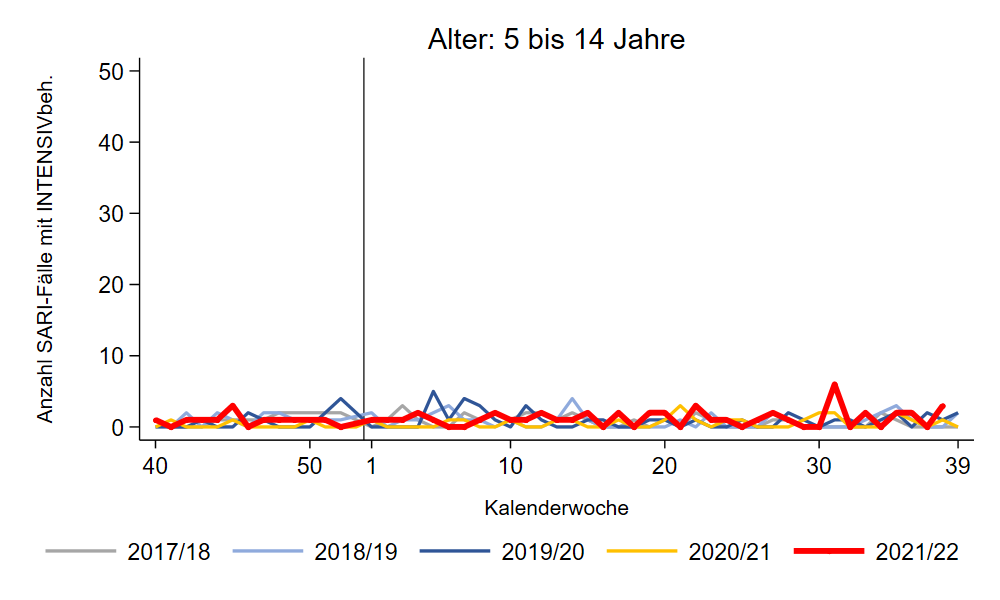 Alter: 5 bis 14 Jahre
Anzahl SARI-Fälle mit INTENSIVbeh.
50
40
30
20
10
0
40 50 1 10 20 30 39
Kalenderwoche
2017/18 2018/19 2019/20 2020/21 2021/22